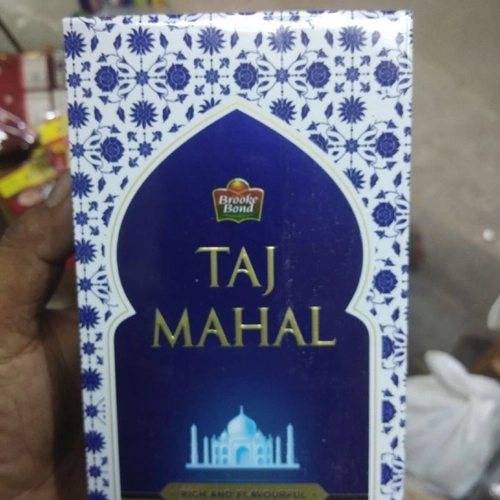 Brooke
Bond
TAJ
MAHAL
RICH AND FLAVOURFUL